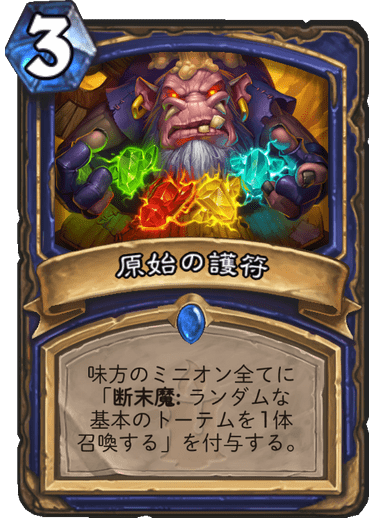 3
原始の護符
味方のミニオン全てに
「断末魔: ランダムな
基本のトーテムを1体
召喚する」を付与する。